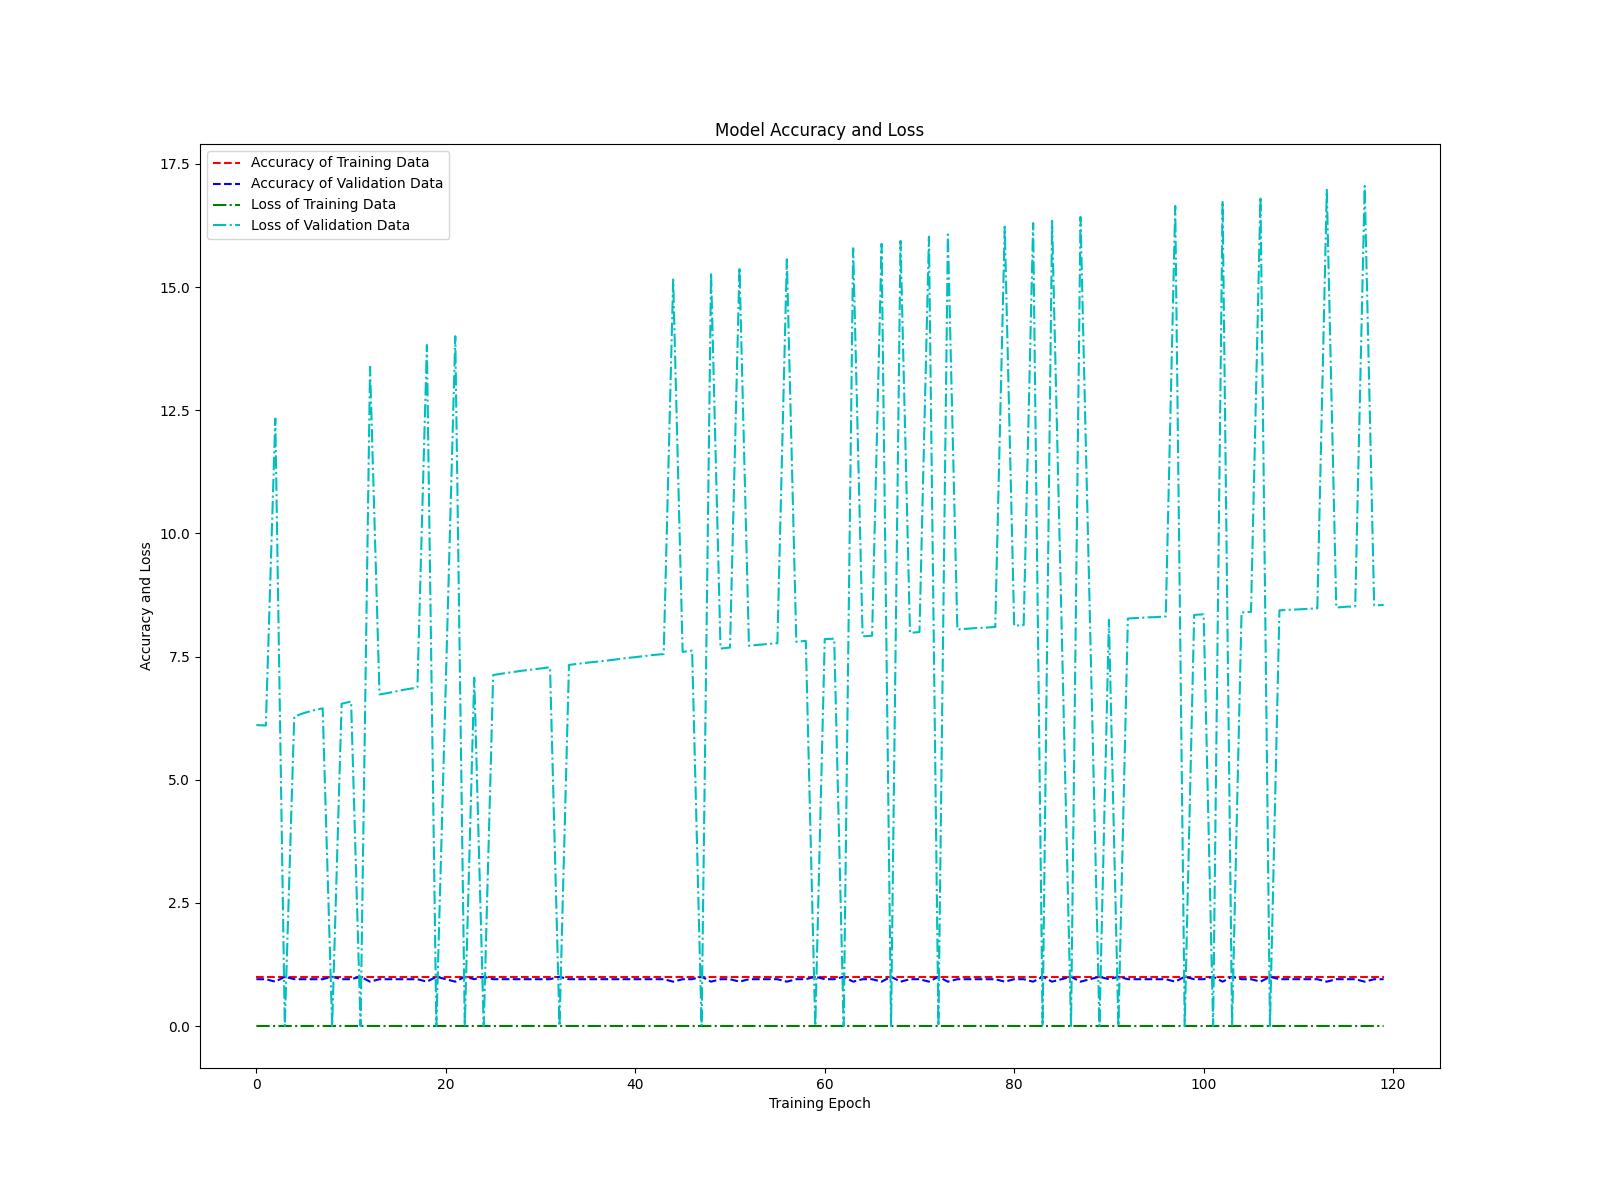 Model Accuracy and Loss
Accuracy of Training Data
Accuracy of Validation Data
Loss of Training Data
Loss of Validation Data
17.5
15.0
12.5
10.0
7.5
5.0
2.5
0.0
Accuracy and Loss
0 20 40 60 80 100 120
Training Epoch